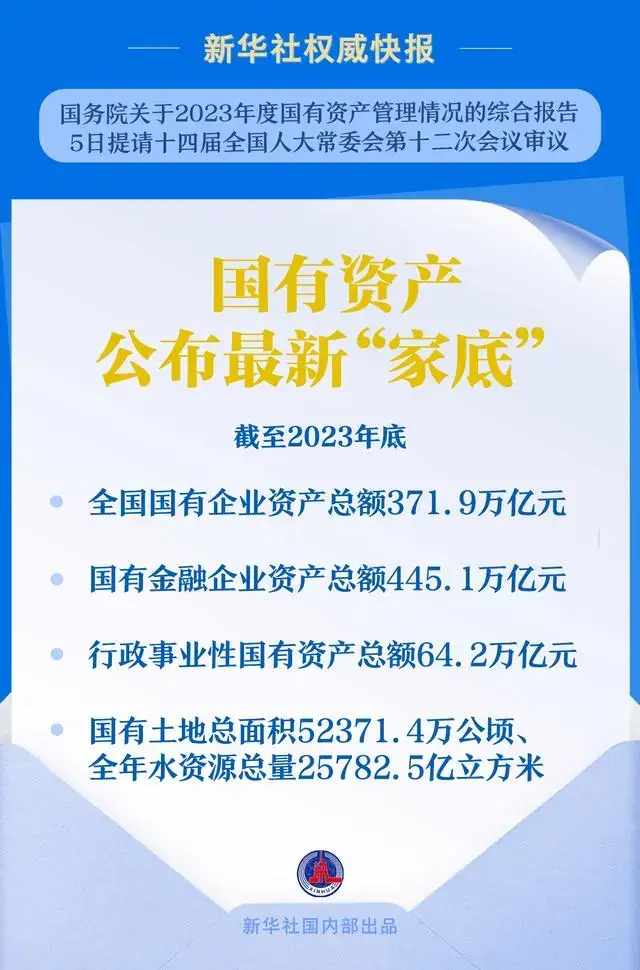 新华社权威快报
国务院关于2023年度国有资产管理情况的综合报告
5日提请十四届全国人大常委会第十二次会议审议
国有资产
公布最新“家底”
截至2023年底
全国国有企业资产总额371.9万亿元
国有金融企业资产总额445.1万亿元
行政事业性国有资产总额64.2万亿元
国有土地总面积52371.4万公顷、
全年水资源总量25782.5亿立方米
XINHUA
新华社国内部出品